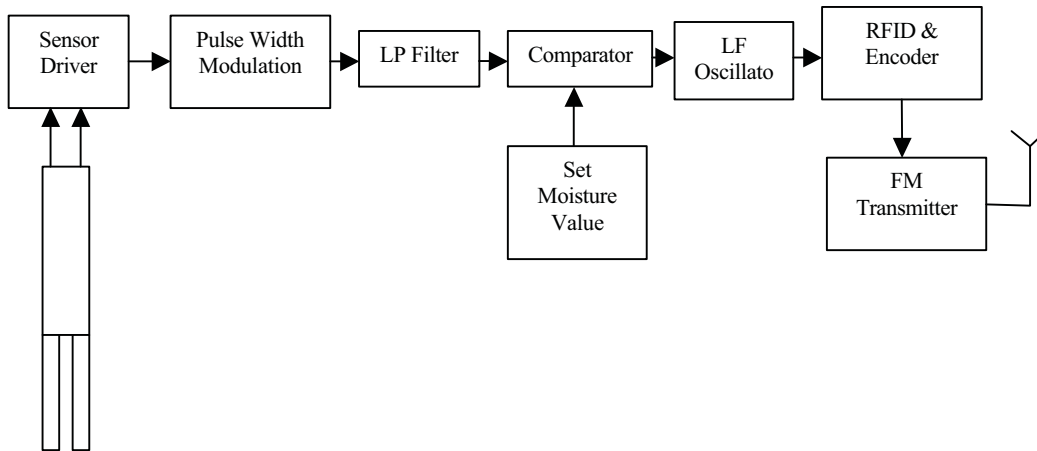 Sensor
Driver
Pulse Width
Modulation
LP Filter
Comparator
LF
Oscillato
RFID &
Encoder
Set
Moisture
Value
FM
Transmitter